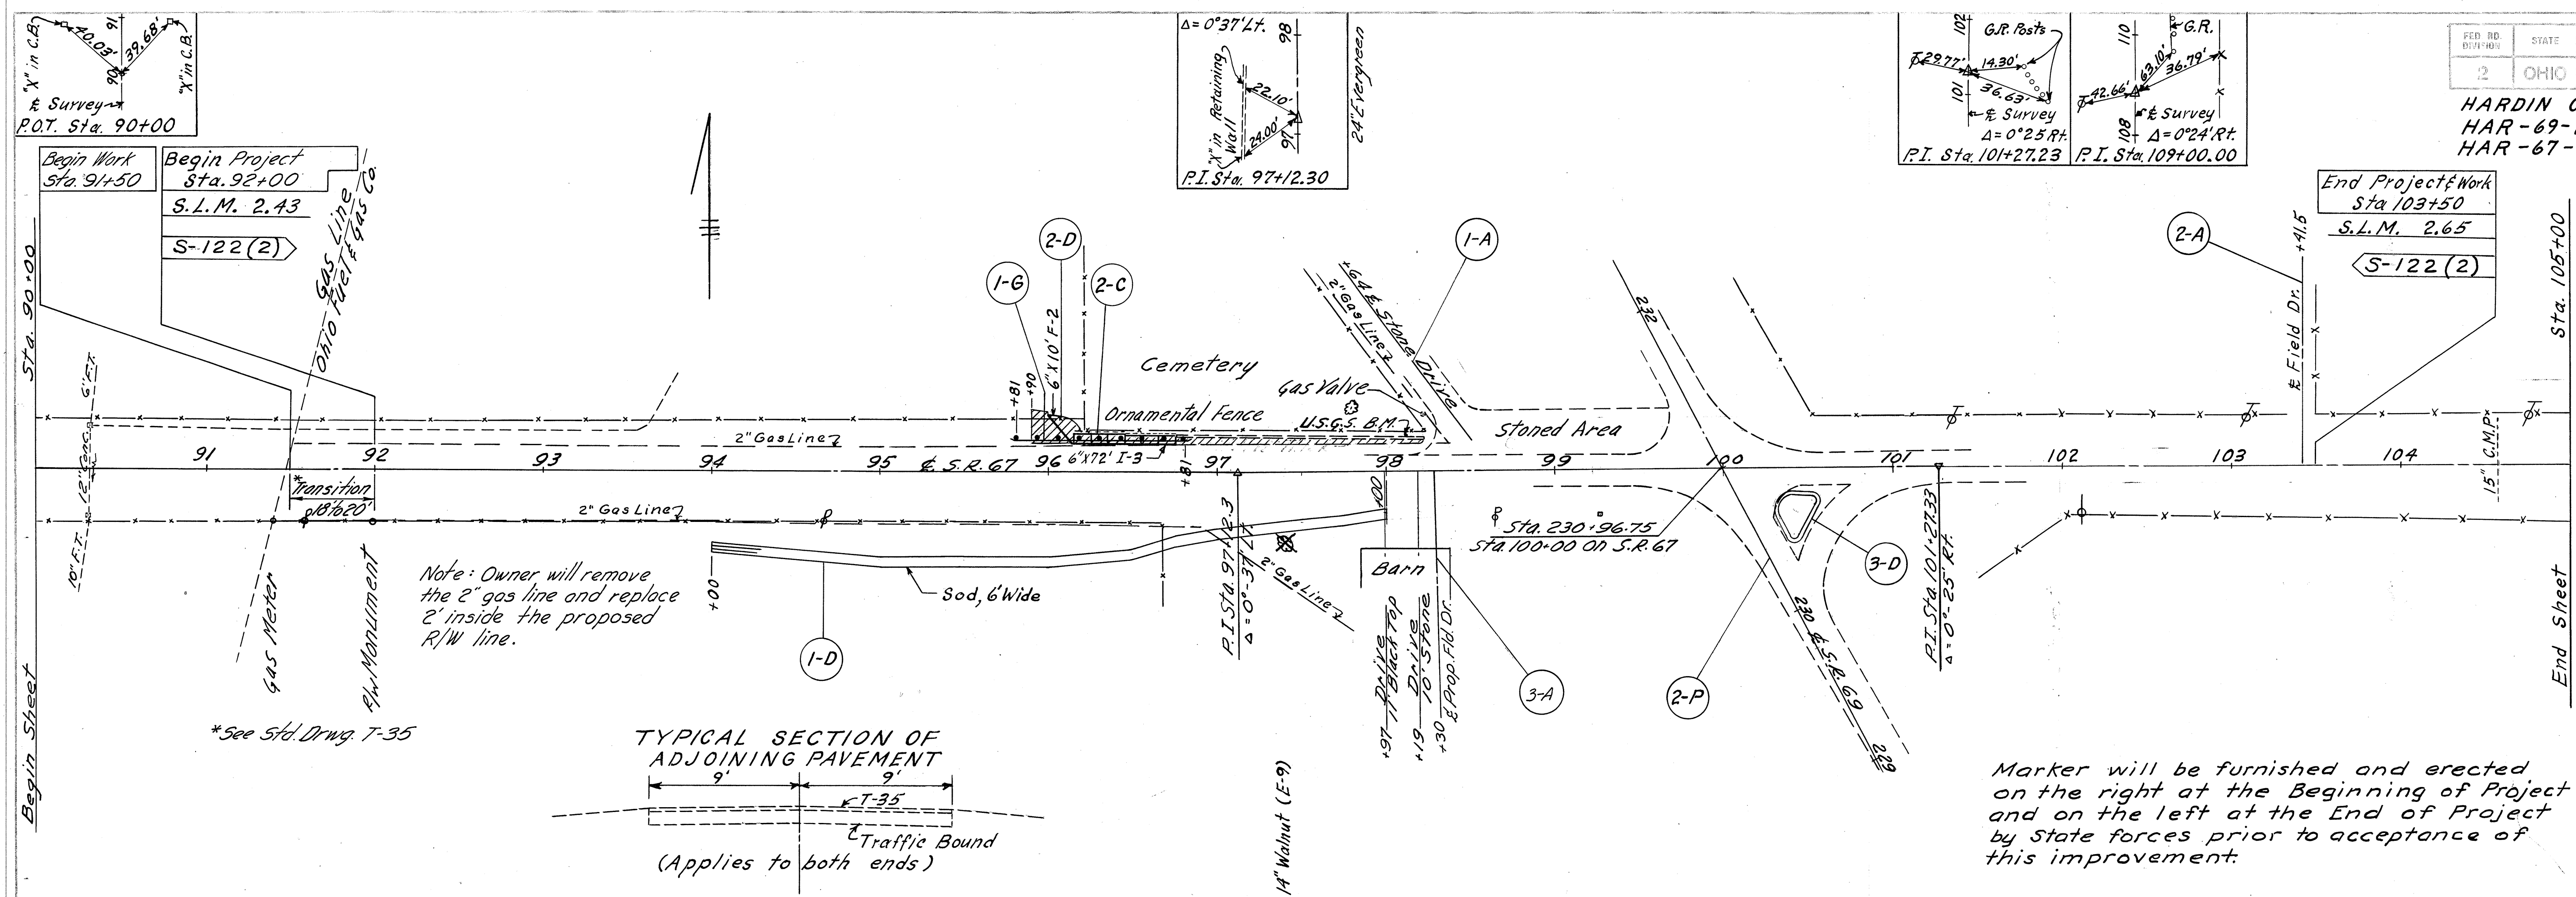 "X" in C.B.
40.03'
91
39.68'
"X" in C.B.
90
℄ Survey
P.O.T. Sta. 90+00
Δ= 0°37' Lt.
98
"X" in Retaining
Wall
22.10'
24.00'
97
P.I. Sta. 97+12.30
24" Evergreen
102
G.R. Posts
29.77'
14.30'
101
36.63'
℄ Survey
Δ= 0°25 Rt.
P.I. Sta. 101+27.23
110
G.R.
63.10'
36.79'
42.66'
108
℄ Survey
Δ= 0°24' Rt.
P.I. Sta. 109+00.00
FED RD.
DIVISION
STATE
2
OHIO
HARDIN
HAR-69-
HAR-67-
Begin Work
Sta. 91+50
Begin Project
Sta. 92+00
S.L.M. 2.43
S-122(2)
Gas Line
Ohio Fuel & Gas Co.
End Project & Work
Sta 103+50
S.L.M. 2.65
S-122(2)
Sta. 90+00
Begin Sheet
Sta. 105+00
End Sheet
2-D
1-G
2-C
1-A
2-A
6"X10' F-2
+81
+90
Cemetery
Ornamental Fence
Gas Valve
U.S.G.S. B.M.
+64 ℄ Stone Drive
2" Gas Line
232
Stoned Area
℄ Field Dr. +41.5
6" F.T.
12" Conc.
10" F.T.
2" Gas Line
91 92 93 94 95 ℄ S.R. 67 96 6"X72' I-3 97 98 99 100 101 102 103 104
+81
15" C.M.P.
*Transition
18' to 20'
2" Gas Line
+00
Gas Meter
R/W Monument
Note: Owner will remove
the 2" gas line and replace
2' inside the proposed
R/W line.
+00
Sod, 6' Wide
1-D
P.I. Sta. 97+12.3
Δ= 0°-37' LT.
2" Gas Line
Barn
+97 Drive
11' Black Top
+19 Drive
10' Stone
+30 ℄ Prop. Fld. Dr.
3-A
Sta. 230+96.75
Sta. 100+00 on S.R. 67
2-P
230 ℄ S.R. 69
229
3-D
P.I. Sta. 101+27.33
Δ= 0°-25' Rt.
*See Std. Drwg. T-35
TYPICAL SECTION OF
ADJOINING PAVEMENT
9' 9'
T-35
Traffic Bound
(Applies to both ends)
14" Walnut (E-9)
Marker will be furnished and erected
on the right at the Beginning of Project
and on the left at the End of Project
by State forces prior to acceptance of
this improvement.